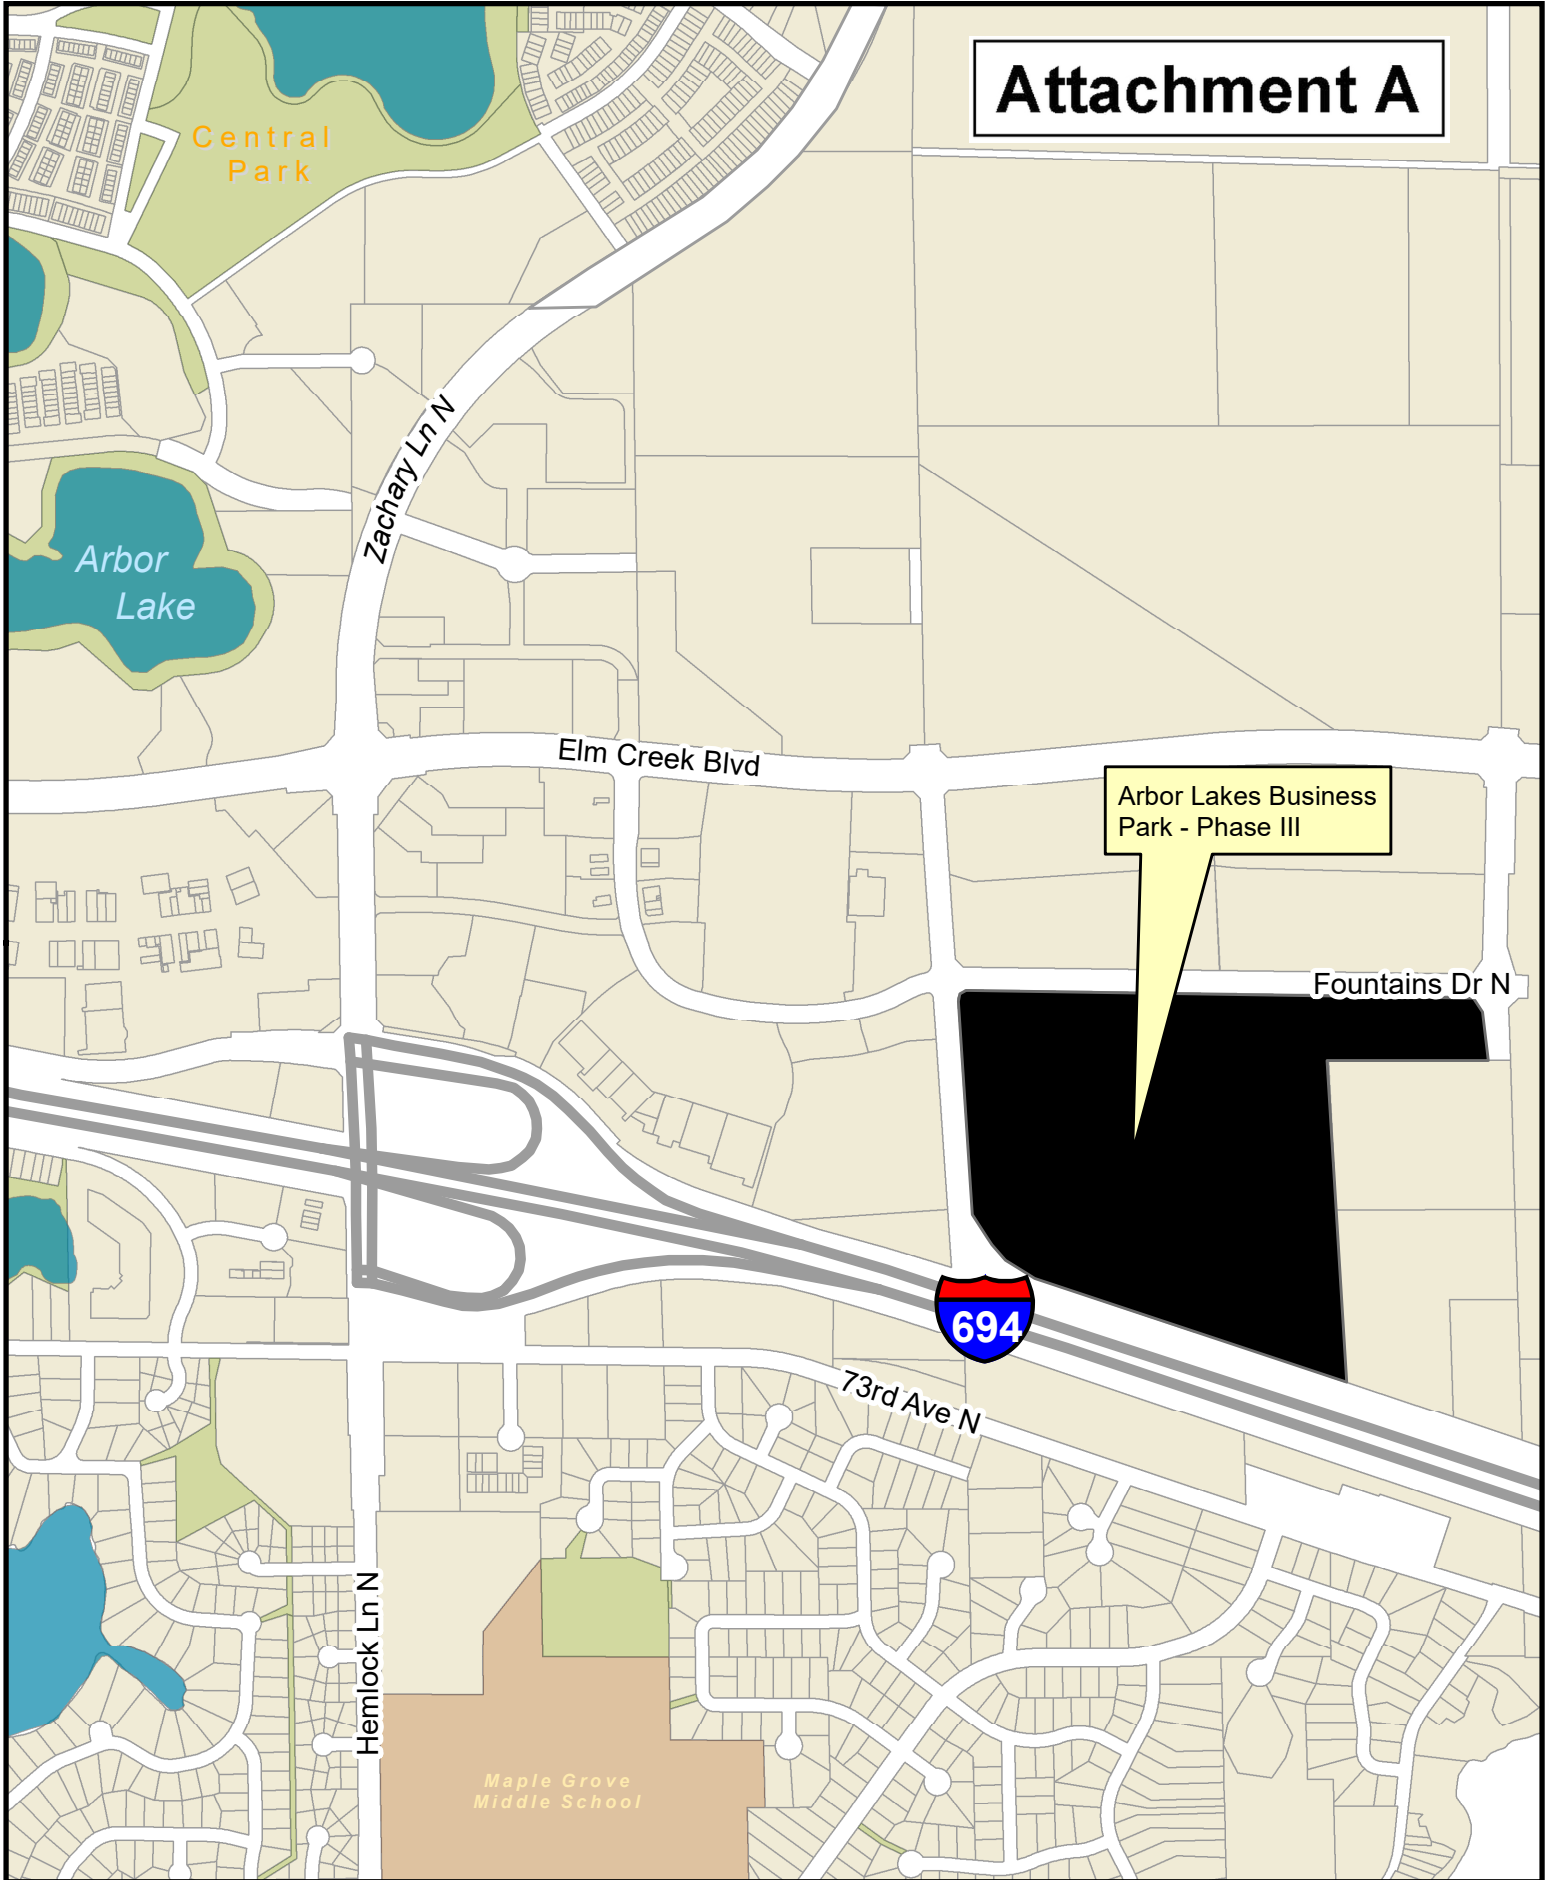 Attachment A
Central
Park
Zachary Ln N
Arbor
Lake
Elm Creek Blvd
Arbor Lakes Business
Park - Phase III
Fountains Dr N
694
73rd Ave N
Hemlock Ln N
Maple Grove
Middle School